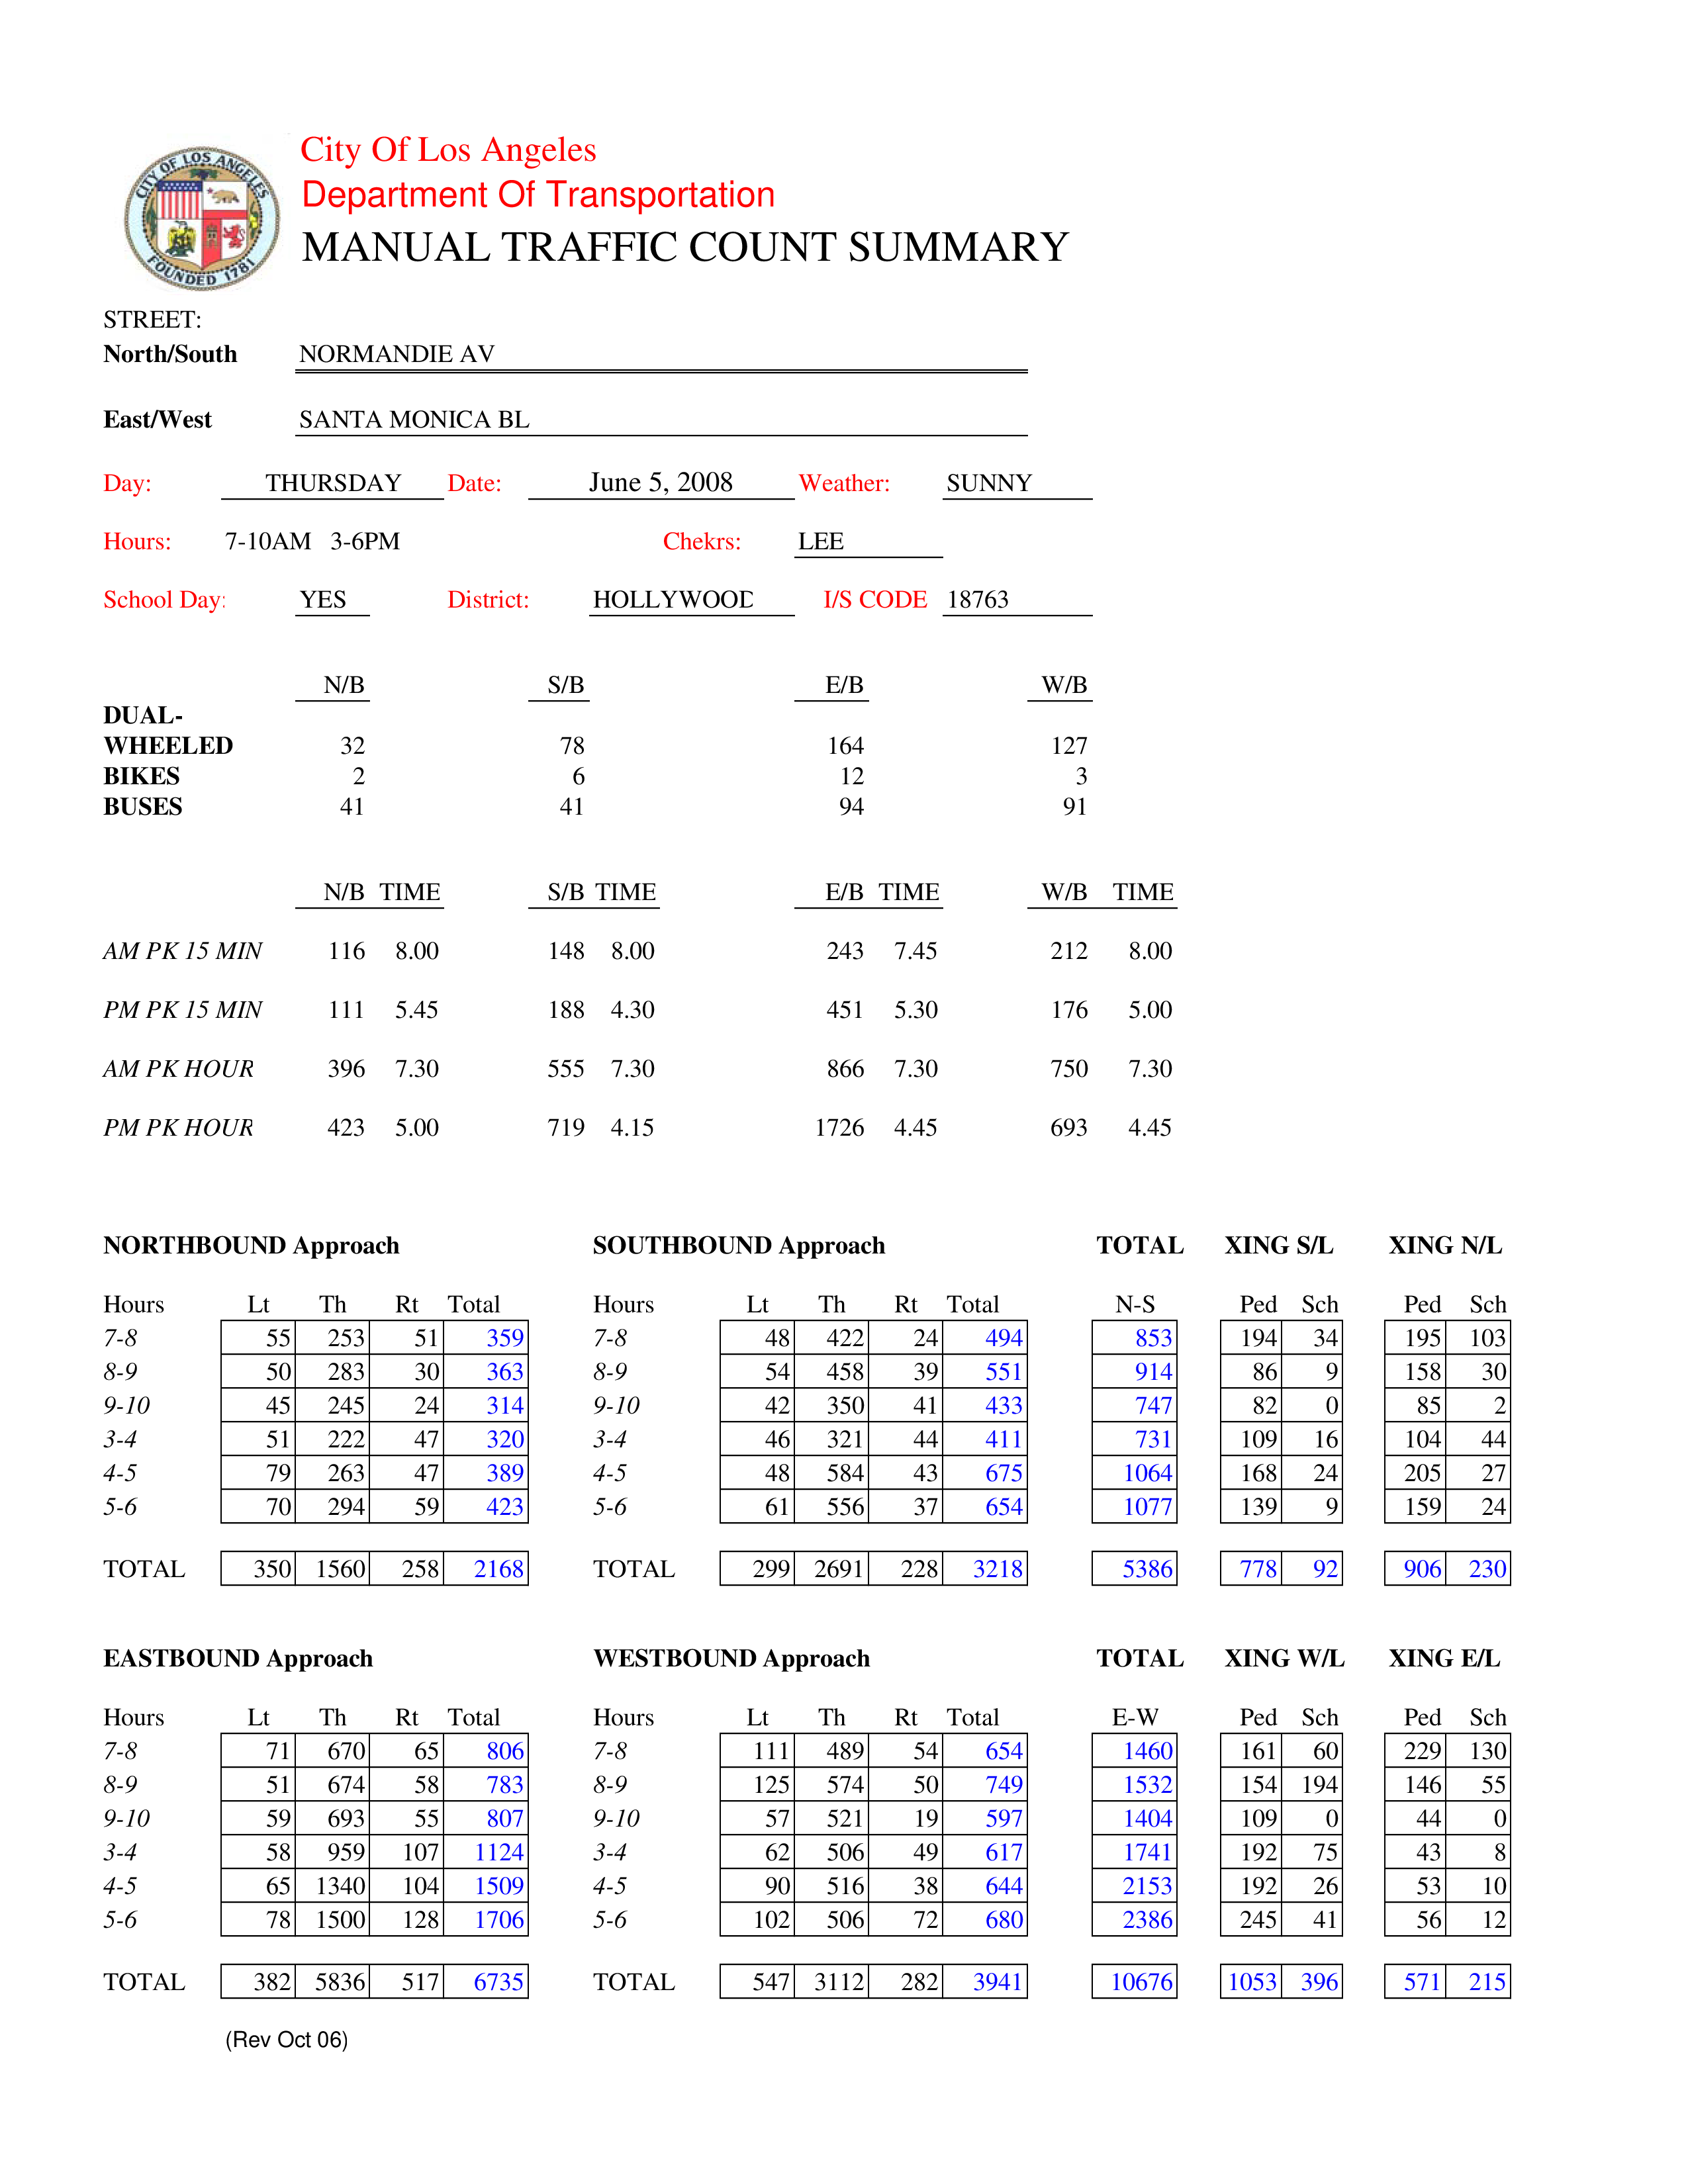 CITY OF LOS ANGELES
FOUNDED 1781
City Of Los Angeles
Department Of Transportation
MANUAL TRAFFIC COUNT SUMMARY
STREET:
North/South NORMANDIE AV
East/West SANTA MONICA BL
Day: THURSDAY Date: June 5, 2008 Weather: SUNNY
Hours: 7-10AM 3-6PM Chekrs: LEE
School Day: YES District: HOLLYWOOD I/S CODE 18763
N/B S/B E/B W/B
DUAL-
WHEELED 32 78 164 127
BIKES 2 6 12 3
BUSES 41 41 94 91
N/B TIME S/B TIME E/B TIME W/B TIME
AM PK 15 MIN 116 8.00 148 8.00 243 7.45 212 8.00
PM PK 15 MIN 111 5.45 188 4.30 451 5.30 176 5.00
AM PK HOUR 396 7.30 555 7.30 866 7.30 750 7.30
PM PK HOUR 423 5.00 719 4.15 1726 4.45 693 4.45
NORTHBOUND Approach SOUTHBOUND Approach TOTAL XING S/L XING N/L
Hours Lt Th Rt Total Hours Lt Th Rt Total N-S Ped Sch Ped Sch
7-8 55 253 51 359 7-8 48 422 24 494 853 194 34 195 103
8-9 50 283 30 363 8-9 54 458 39 551 914 86 9 158 30
9-10 45 245 24 314 9-10 42 350 41 433 747 82 0 85 2
3-4 51 222 47 320 3-4 46 321 44 411 731 109 16 104 44
4-5 79 263 47 389 4-5 48 584 43 675 1064 168 24 205 27
5-6 70 294 59 423 5-6 61 556 37 654 1077 139 9 159 24
TOTAL 350 1560 258 2168 TOTAL 299 2691 228 3218 5386 778 92 906 230
EASTBOUND Approach WESTBOUND Approach TOTAL XING W/L XING E/L
Hours Lt Th Rt Total Hours Lt Th Rt Total E-W Ped Sch Ped Sch
7-8 71 670 65 806 7-8 111 489 54 654 1460 161 60 229 130
8-9 51 674 58 783 8-9 125 574 50 749 1532 154 194 146 55
9-10 59 693 55 807 9-10 57 521 19 597 1404 109 0 44 0
3-4 58 959 107 1124 3-4 62 506 49 617 1741 192 75 43 8
4-5 65 1340 104 1509 4-5 90 516 38 644 2153 192 26 53 10
5-6 78 1500 128 1706 5-6 102 506 72 680 2386 245 41 56 12
TOTAL 382 5836 517 6735 TOTAL 547 3112 282 3941 10676 1053 396 571 215
(Rev Oct 06)